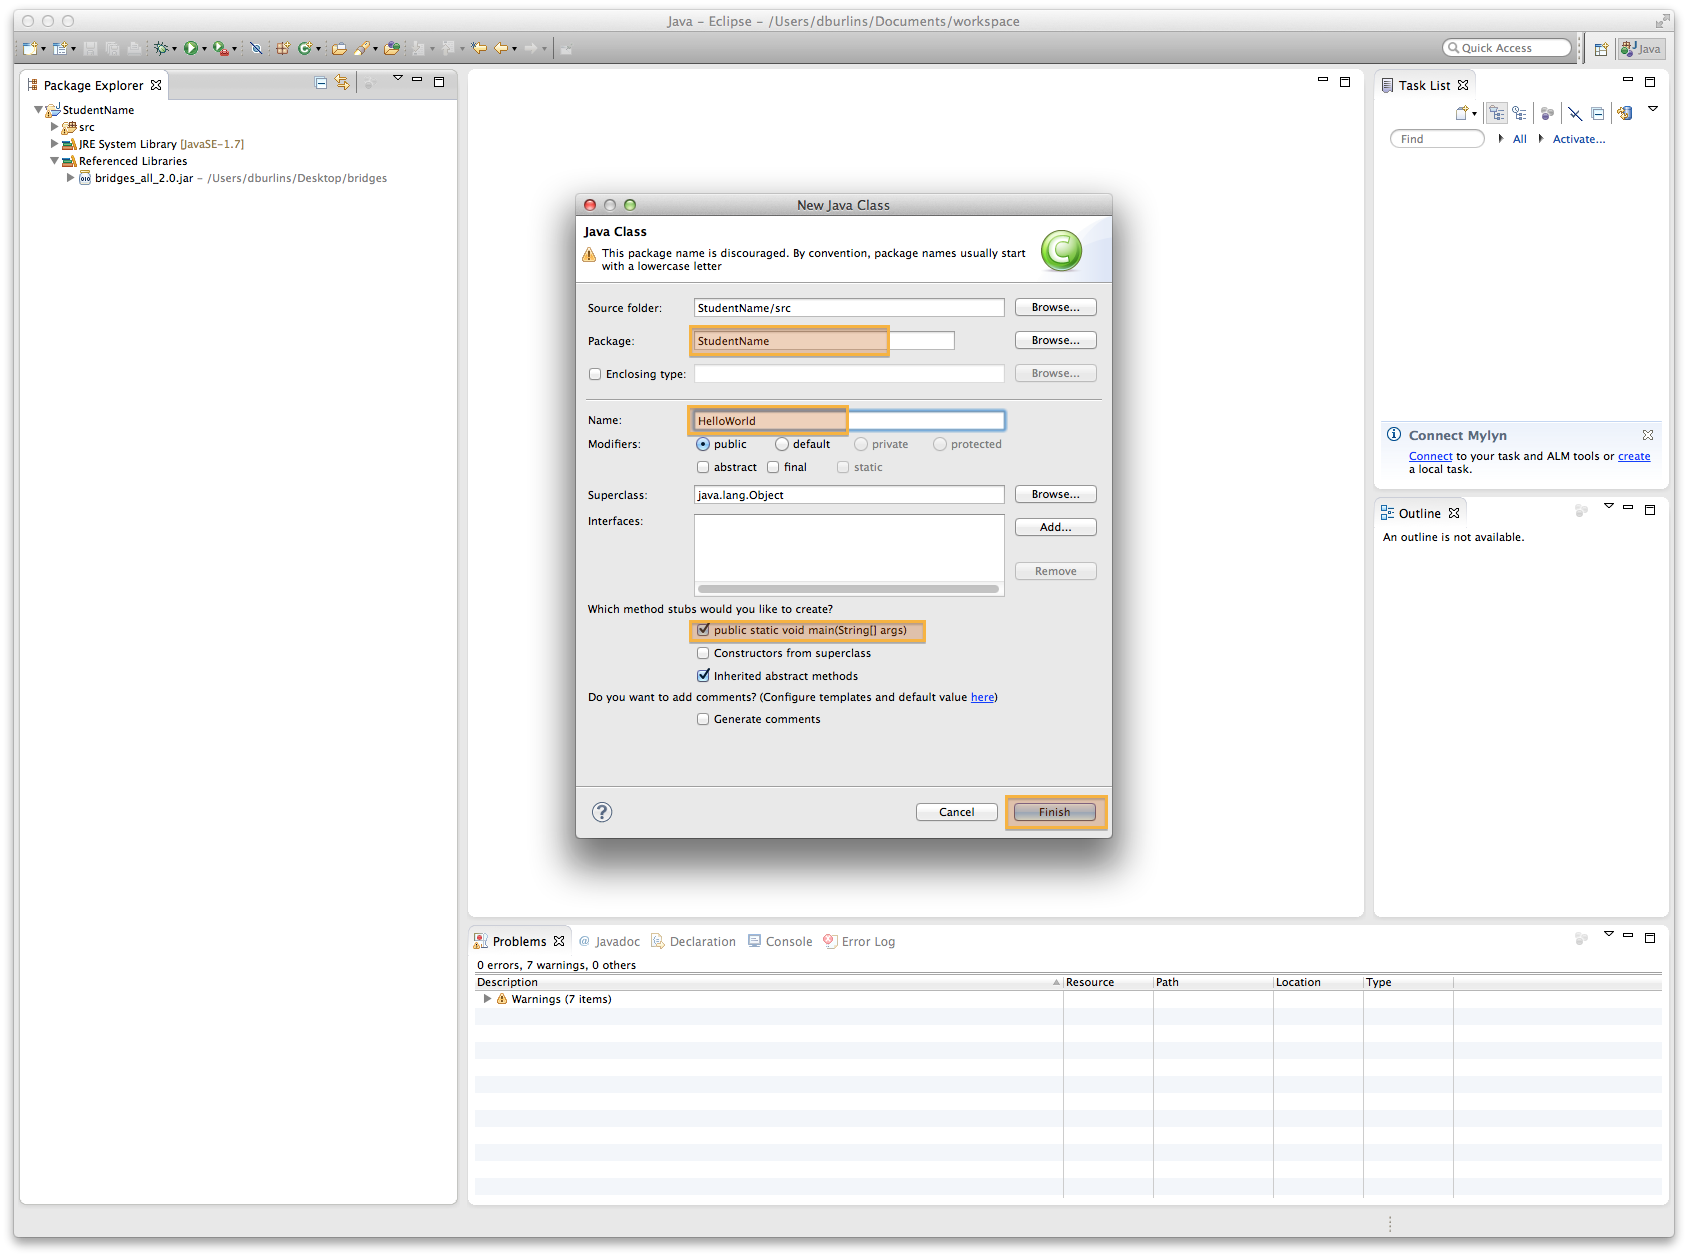 Java – Eclipse – /Users/dburlins/Documents/workspace
Quick Access
Java
Package Explorer
StudentName
src
JRE System Library [JavaSE-1.7]
Referenced Libraries
bridges_all_2.0.jar – /Users/dburlins/Desktop/bridges
New Java Class
Java Class
This package name is discouraged. By convention, package names usually start
with a lowercase letter
Source folder: StudentName/src Browse...
Package: StudentName Browse...
Enclosing type: Browse...
Name: HelloWorld
Modifiers: public default private protected
abstract final static
Superclass: java.lang.Object Browse...
Interfaces: Add...
Remove
Which method stubs would you like to create?
public static void main(String[] args)
Constructors from superclass
Inherited abstract methods
Do you want to add comments? (Configure templates and default value here)
Generate comments
? Cancel Finish
Task List
Find All Activate...
Connect Mylyn
Connect to your task and ALM tools or create
a local task.
Outline
An outline is not available.
Problems @ Javadoc Declaration Console Error Log
0 errors, 7 warnings, 0 others
Description Resource Path Location Type
Warnings (7 items)